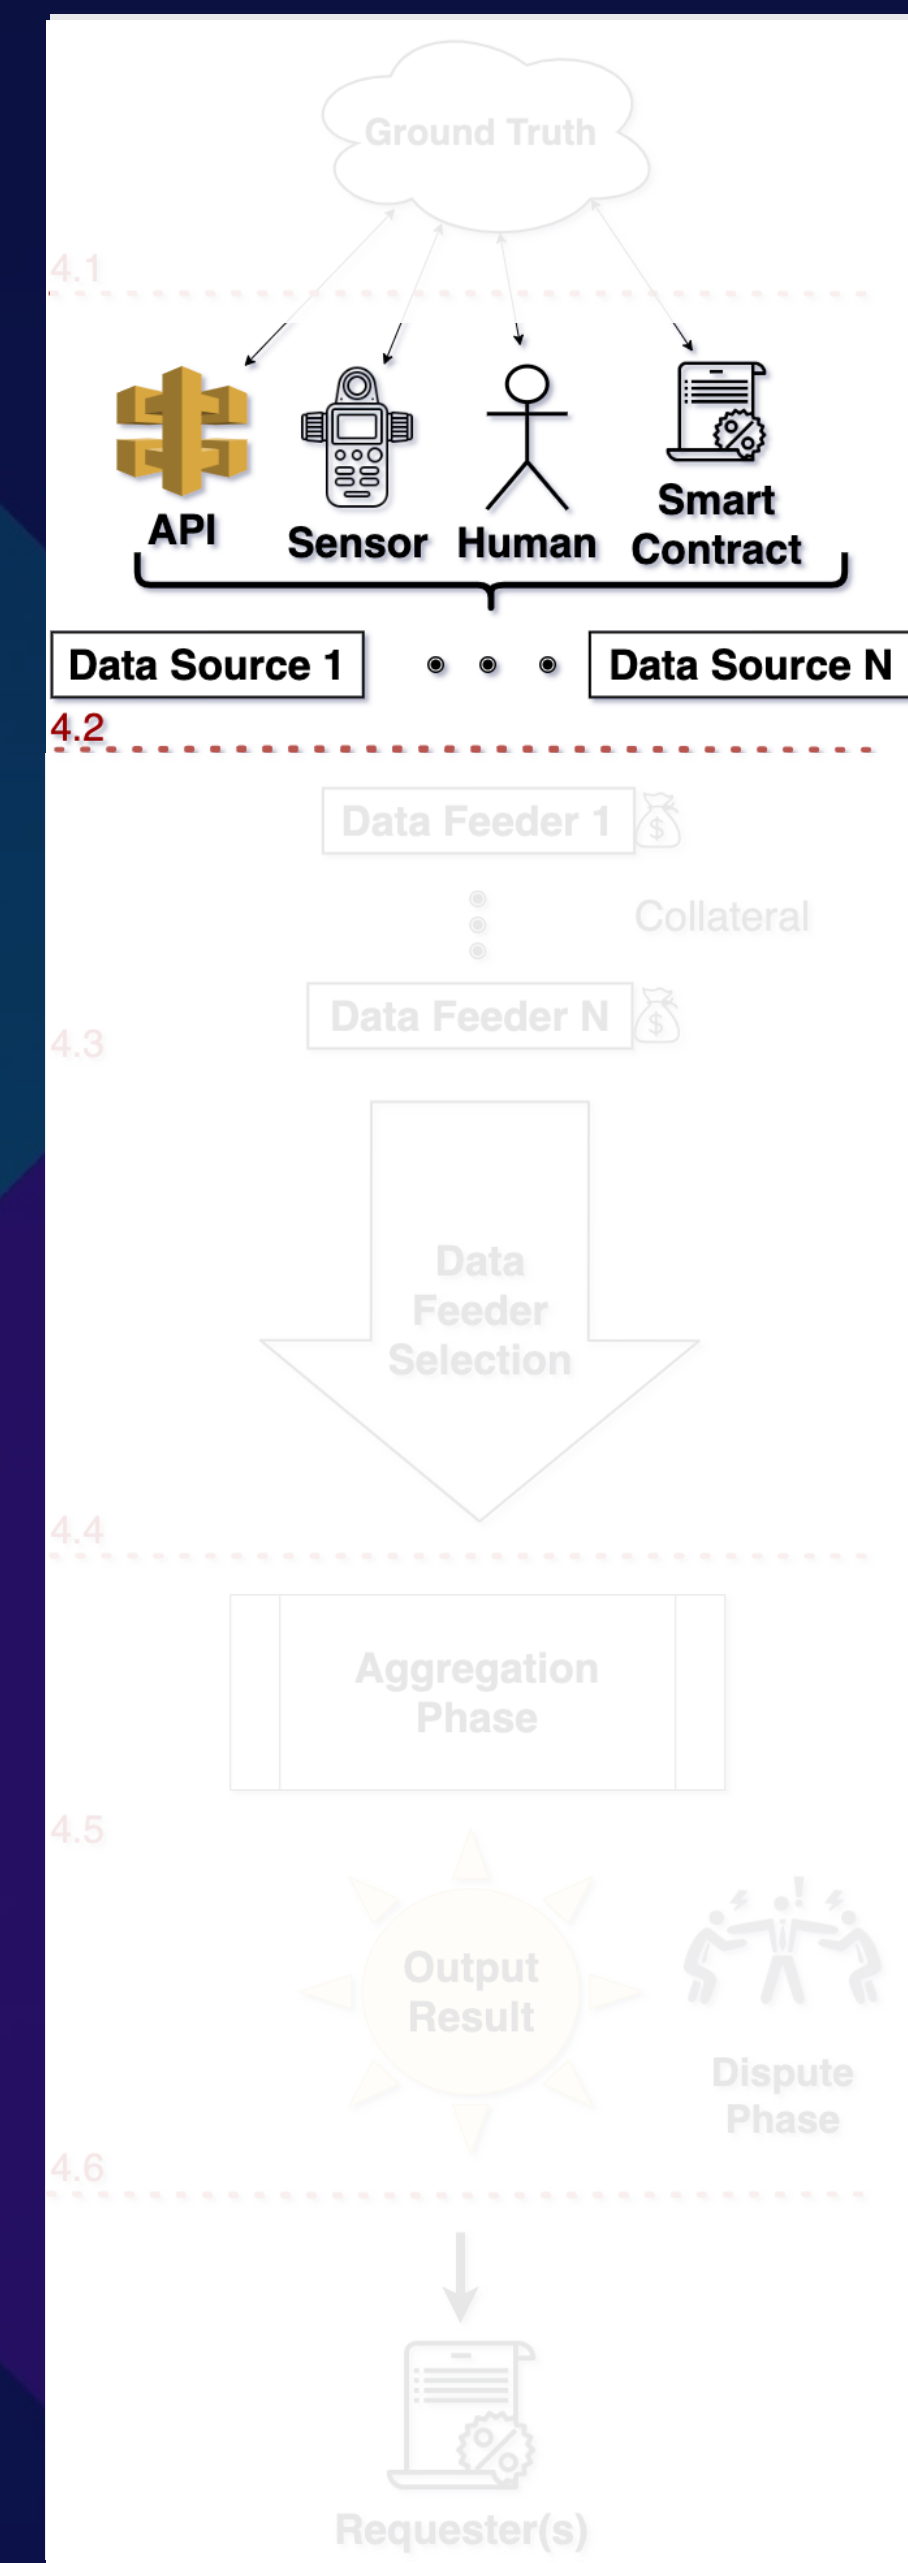 Ground Truth
4.1
API
Sensor
Human
Smart
Contract
Data Source 1
Data Source N
4.2
Data Feeder 1
$
Collateral
Data Feeder N
$
4.3
Data
Feeder
Selection
4.4
Aggregation
Phase
4.5
Output
Result
Dispute
Phase
4.6
Requester(s)